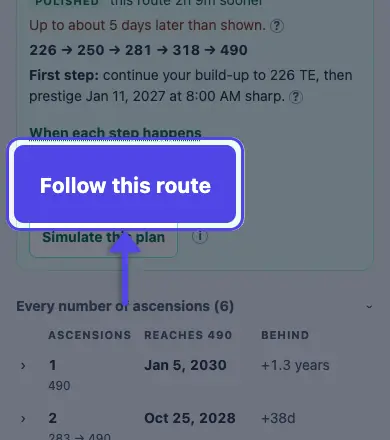 POLISHED this route 2h 9m sooner
Up to about 5 days later than shown. ?
226 → 250 → 281 → 318 → 490
First step: continue your build-up to 226 TE, then
prestige Jan 11, 2027 at 8:00 AM sharp. ?
When each step happens
Follow this route
Simulate this plan i
Every number of ascensions (6)
ASCENSIONS REACHES 490 BEHIND
1 Jan 5, 2030 +1.3 years
490
2 Oct 25, 2028 +38d
283 → 490